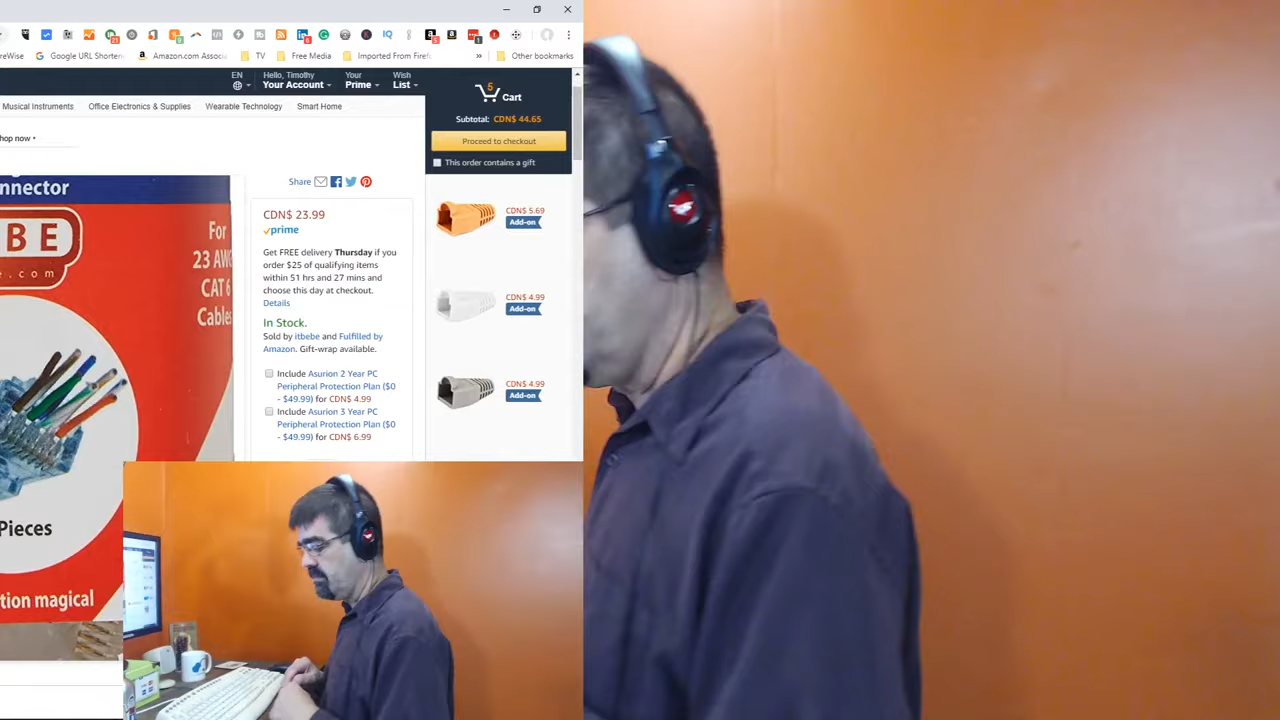 Google URL Shorten
Amazon.com Associ
TV
Free Media
Imported From Firef
»
Other bookmarks
EN
Hello, Timothy
Your Account
Your
Prime
Wish
List
5
Cart
Subtotal: CDN$ 44.65
Proceed to checkout
This order contains a gift
Musical Instruments
Office Electronics & Supplies
Wearable Technology
Smart Home
hop now
nnector
BE
e.com
For
23 AWG
CAT 6
Cables
Pieces
tion magical
Share
CDN$ 23.99
prime
Get FREE delivery Thursday if you
order $25 of qualifying items
within 51 hrs and 27 mins and
choose this day at checkout.
Details
In Stock.
Sold by itbebe and Fulfilled by
Amazon. Gift-wrap available.
Include Asurion 2 Year PC
Peripheral Protection Plan ($0
- $49.99) for CDN$ 4.99
Include Asurion 3 Year PC
Peripheral Protection Plan ($0
- $49.99) for CDN$ 6.99
CDN$ 5.69
Add-on
CDN$ 4.99
Add-on
CDN$ 4.99
Add-on